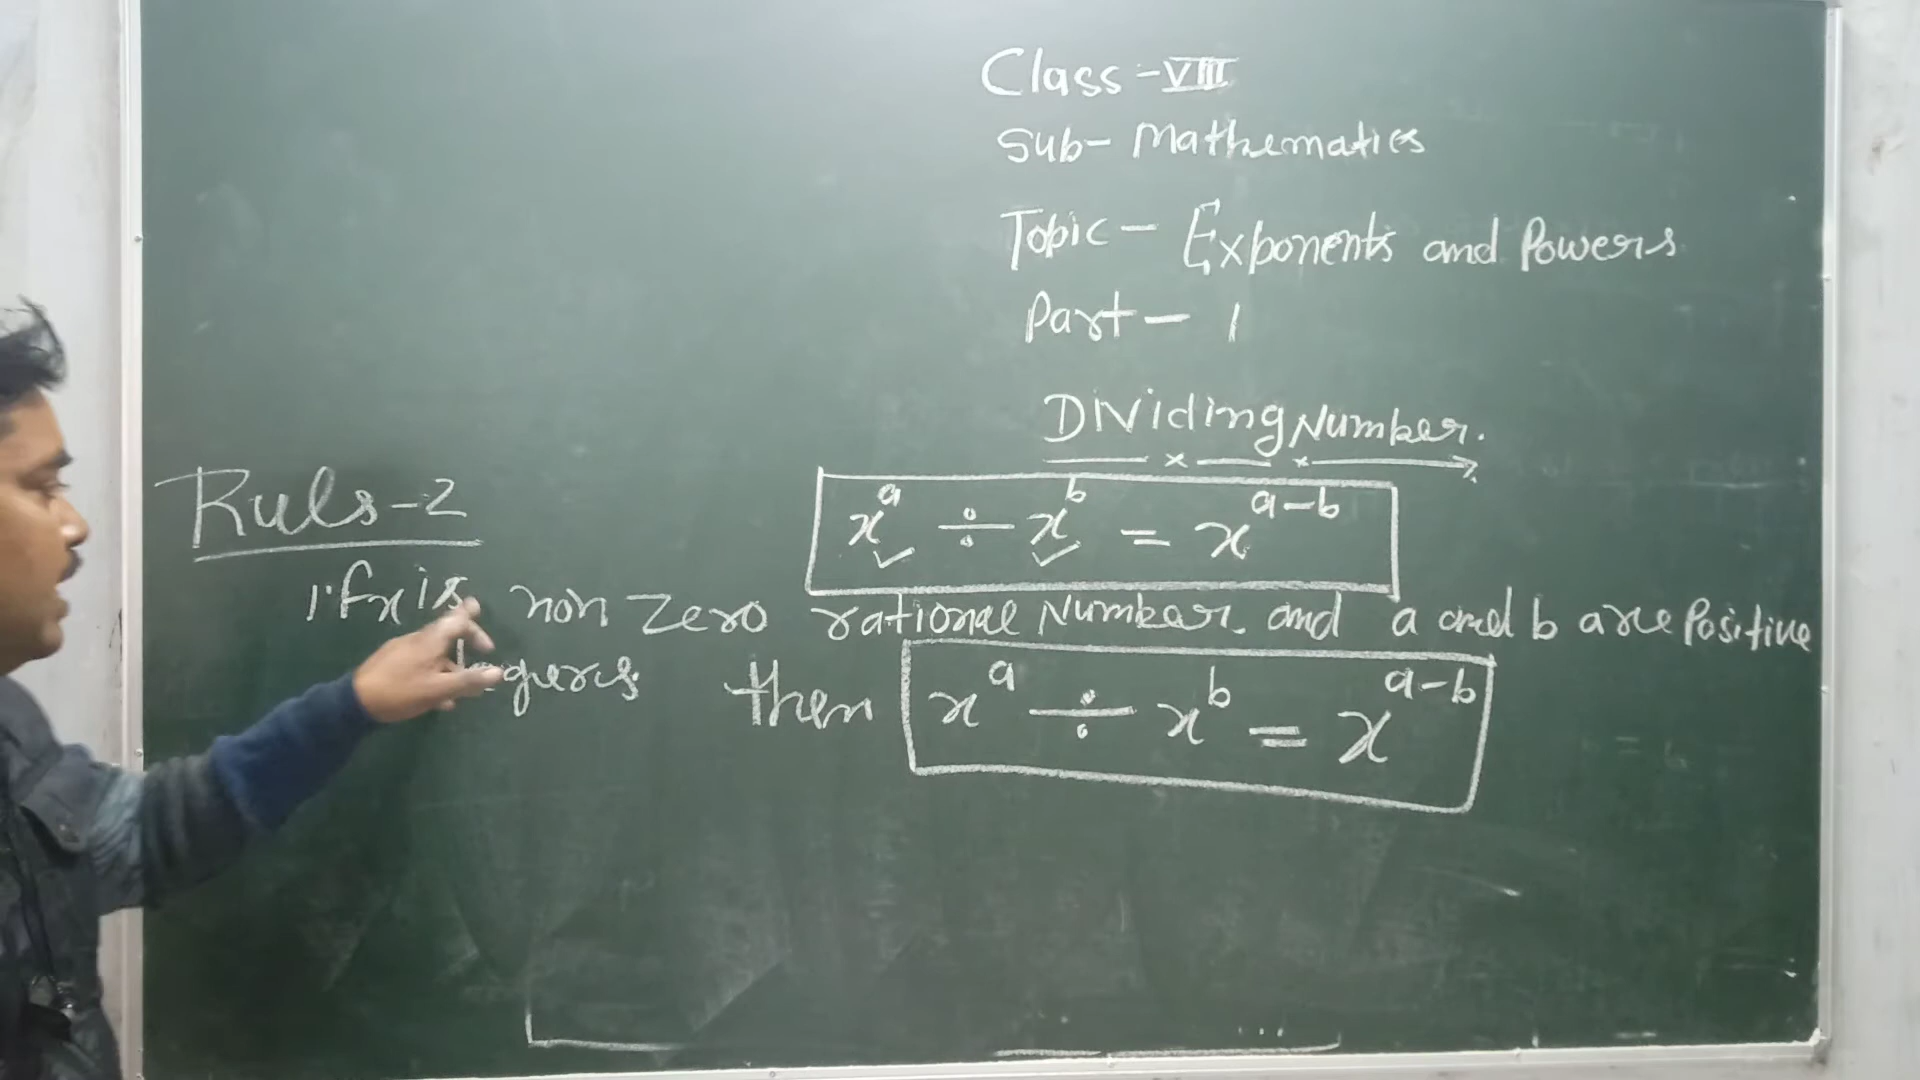 Class - VIII
Sub - Mathematics
Topic - Exponents and Powers
Part - 1
Dividing Number.
Ruls-2
x^a ÷ x^b = x^(a-b)
If x is non zero rational Number and a and b are Positive
then x^a ÷ x^b = x^(a-b)